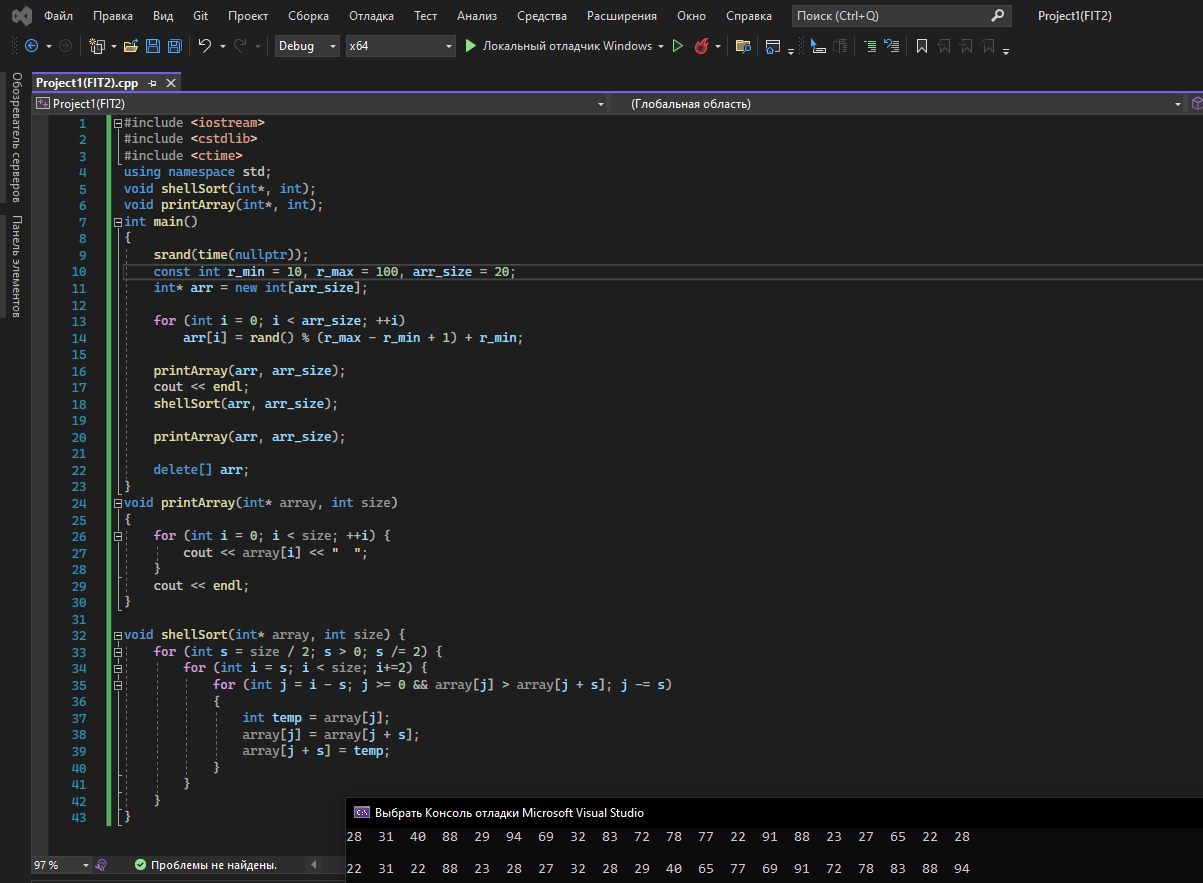 Файл Правка Вид Git Проект Сборка Отладка Тест Анализ Средства Расширения Окно Справка Поиск (Ctrl+Q) Project1(FIT2)
Debug x64 Локальный отладчик Windows
Обозреватель серверов
Панель элементов
Project1(FIT2).cpp
Project1(FIT2) (Глобальная область)
1 #include <iostream>
2 #include <cstdlib>
3 #include <ctime>
4 using namespace std;
5 void shellSort(int*, int);
6 void printArray(int*, int);
7 int main()
8 {
9 srand(time(nullptr));
10 const int r_min = 10, r_max = 100, arr_size = 20;
11 int* arr = new int[arr_size];
12
13 for (int i = 0; i < arr_size; ++i)
14 arr[i] = rand() % (r_max - r_min + 1) + r_min;
15
16 printArray(arr, arr_size);
17 cout << endl;
18 shellSort(arr, arr_size);
19
20 printArray(arr, arr_size);
21
22 delete[] arr;
23 }
24 void printArray(int* array, int size)
25 {
26 for (int i = 0; i < size; ++i) {
27 cout << array[i] << "  ";
28 }
29 cout << endl;
30 }
31
32 void shellSort(int* array, int size) {
33 for (int s = size / 2; s > 0; s /= 2) {
34 for (int i = s; i < size; i+=2) {
35 for (int j = i - s; j >= 0 && array[j] > array[j + s]; j -= s)
36 {
37 int temp = array[j];
38 array[j] = array[j + s];
39 array[j + s] = temp;
40 }
41 }
42 }
43 }
C:\ Выбрать Консоль отладки Microsoft Visual Studio
28 31 40 88 29 94 69 32 83 72 78 77 22 91 88 23 27 65 22 28
22 31 22 88 23 28 27 32 28 29 40 65 77 69 91 72 78 83 88 94
97 % Проблемы не найдены.